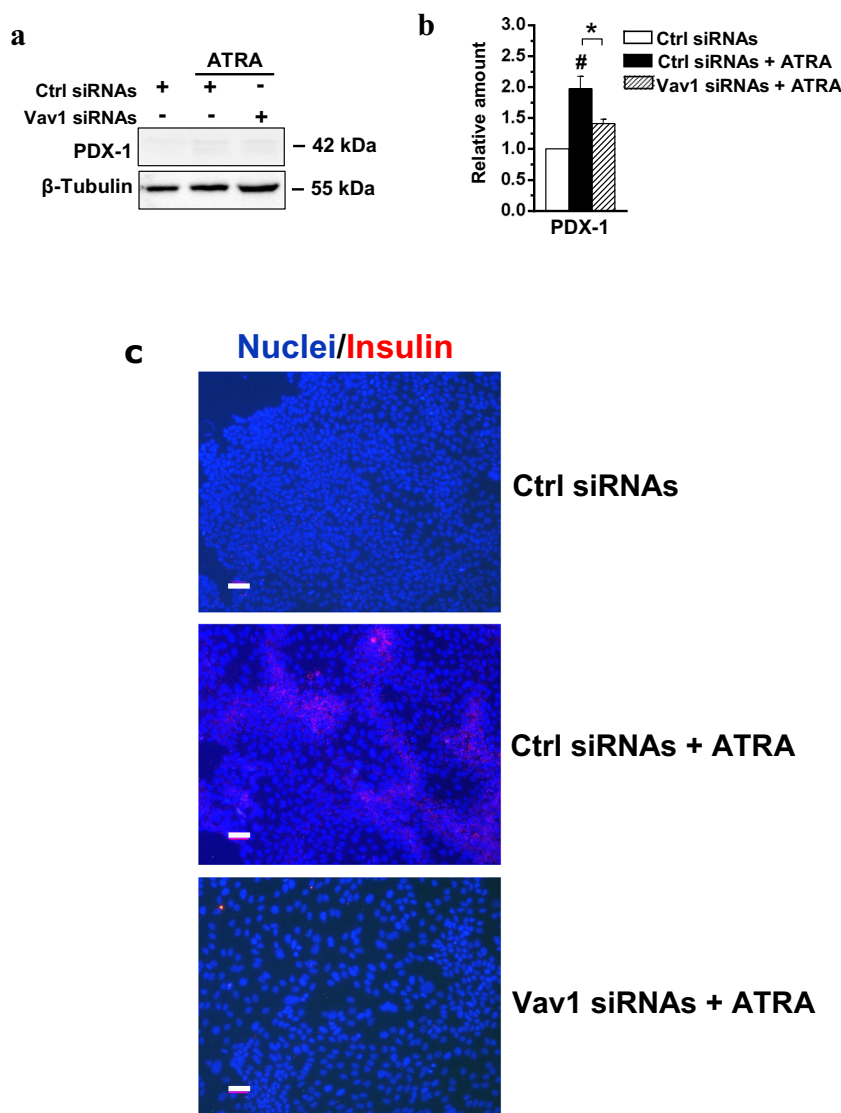 a
ATRA
Ctrl siRNAs + + -
Vav1 siRNAs - - +
PDX-1 – 42 kDa
β-Tubulin – 55 kDa
b
Relative amount
3.0
2.5
2.0
1.5
1.0
0.5
0.0
#
*
PDX-1
Ctrl siRNAs
Ctrl siRNAs + ATRA
Vav1 siRNAs + ATRA
c
Nuclei/Insulin
Ctrl siRNAs
Ctrl siRNAs + ATRA
Vav1 siRNAs + ATRA